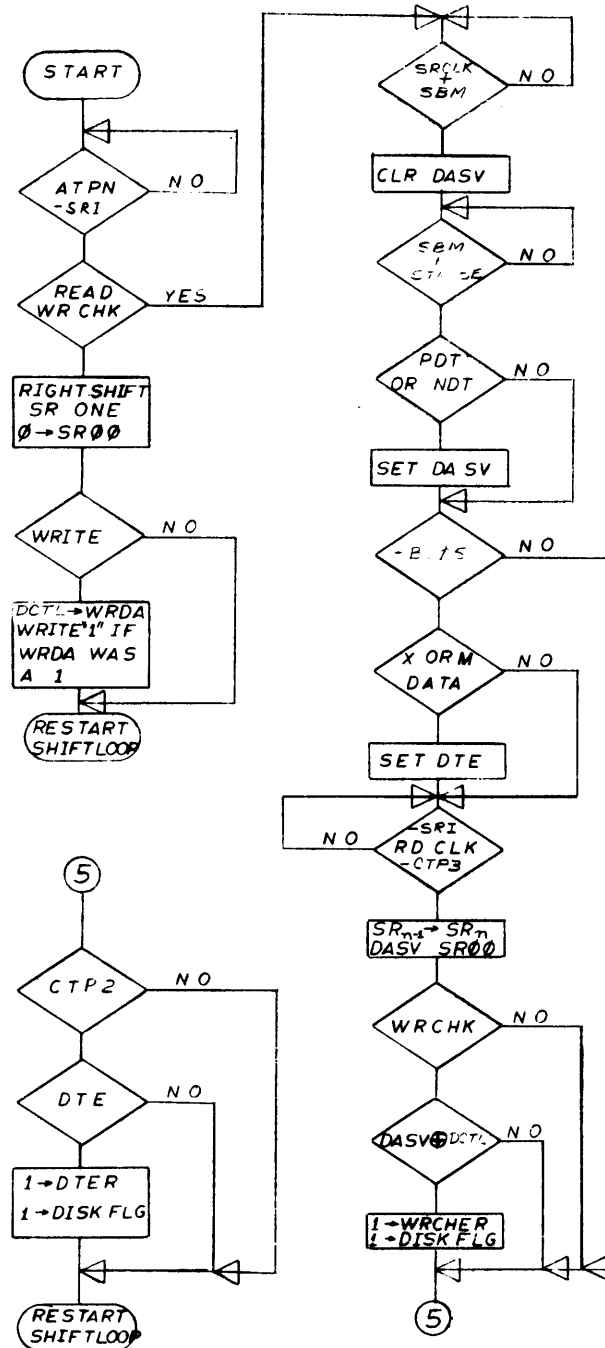 START
ATPN
-SRI
NO
READ
WR CHK
YES
RIGHT SHIFT
SR ONE
Ø→SRØØ
WRITE
NO
DCTL→WRDA
WRITE"1" IF
WRDA WAS
A 1
RESTART
SHIFTLOOP
5
CTP2
NO
DTE
NO
1→DTER
1→DISK FLG
RESTART
SHIFTLOOP
SRCLK
+
SBM
NO
CLR DASV
SBM
NO
PDT
OR NDT
NO
SET DASV
NO
X OR M
DATA
NO
SET DTE
-SRI
RD CLK
-CTP3
NO
SRn-1→SRn
DASV SRØØ
WRCHK
NO
DASV⊕DCTL
NO
1→WRCHER
1→DISK FLG
5